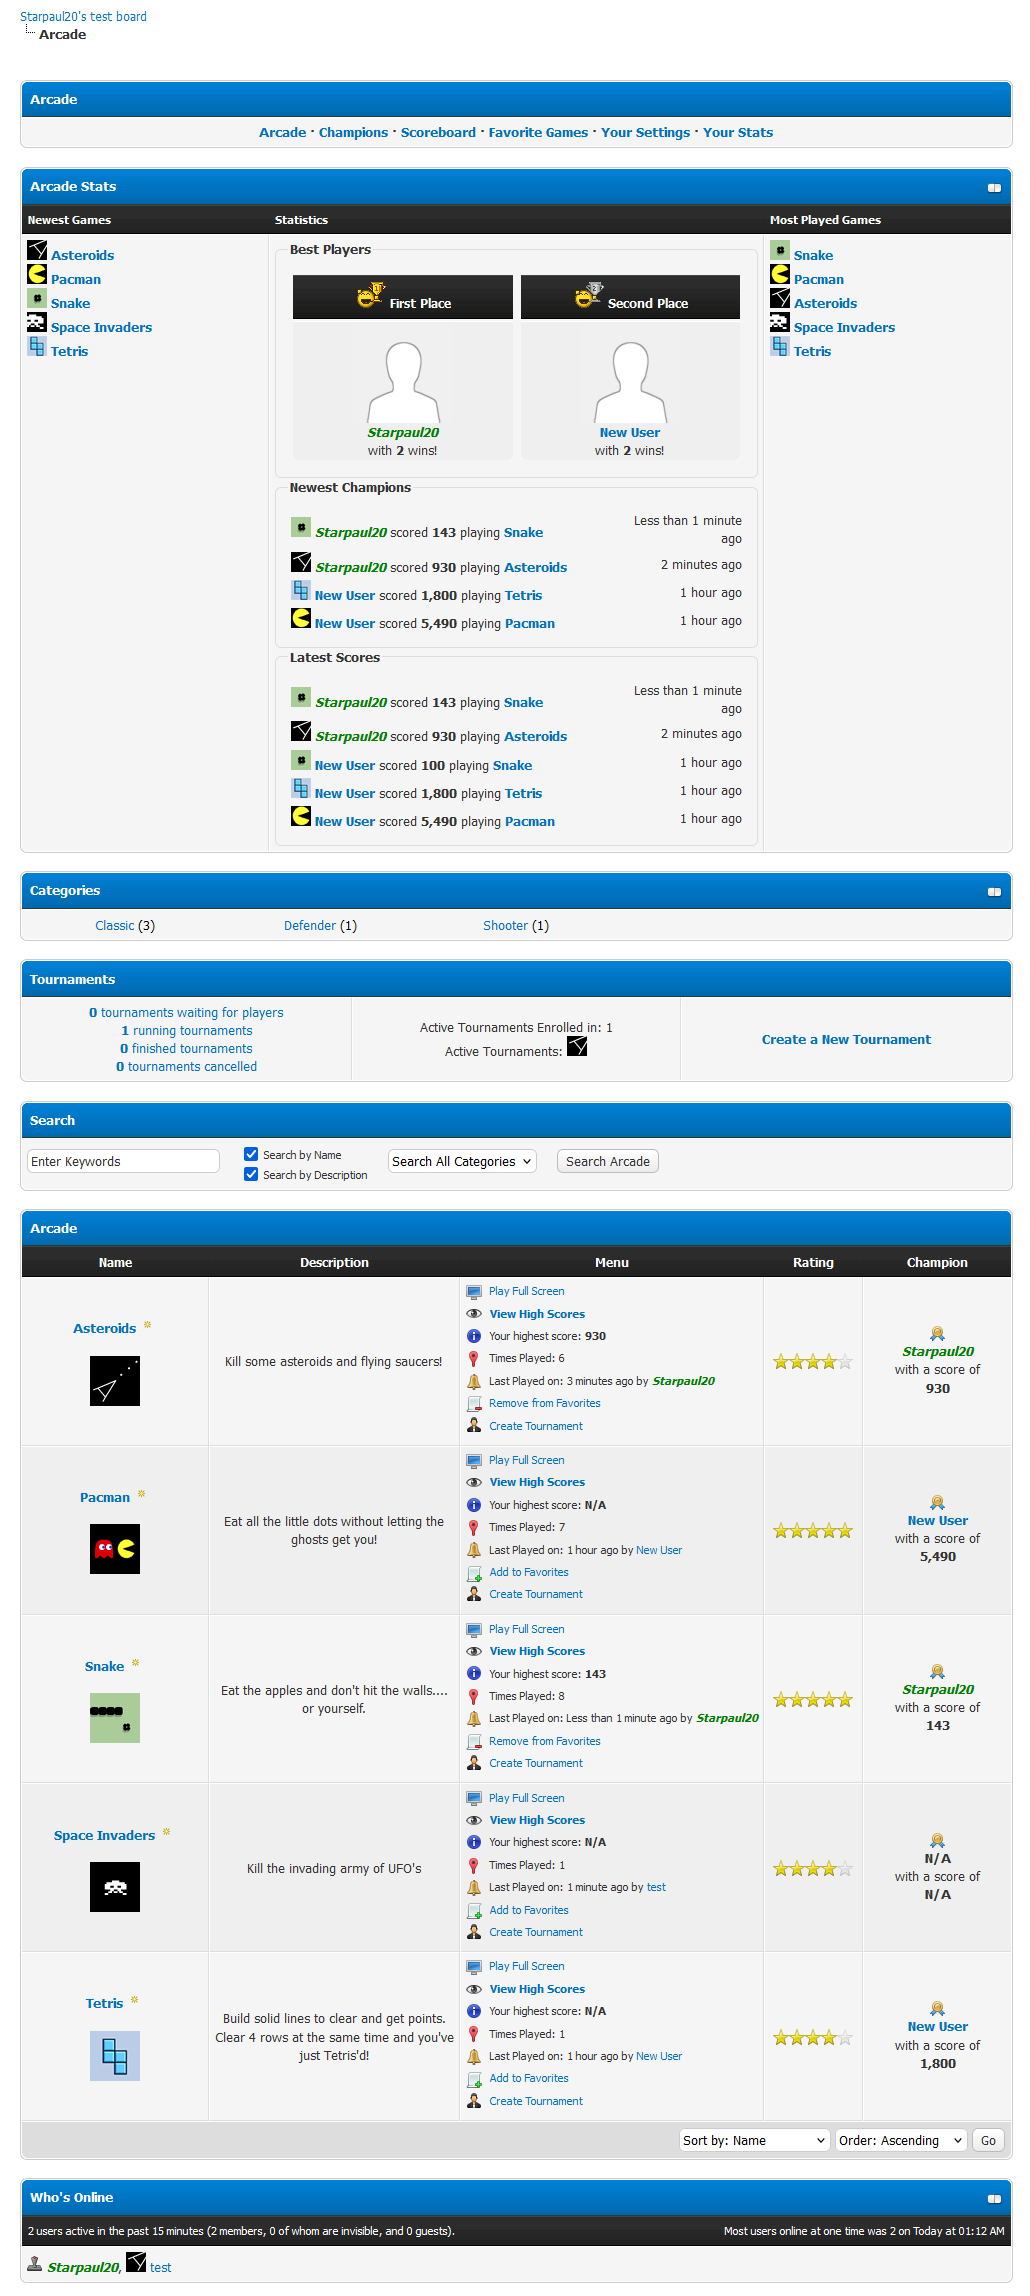 Starpaul20's test board
Arcade
Arcade
Arcade · Champions · Scoreboard · Favorite Games · Your Settings · Your Stats
Arcade Stats
Newest Games
Statistics
Most Played Games
Asteroids
Pacman
Snake
Space Invaders
Tetris
Best Players
First Place
Second Place
Starpaul20
with 2 wins!
New User
with 2 wins!
Newest Champions
Starpaul20 scored 143 playing Snake
Less than 1 minute
ago
Starpaul20 scored 930 playing Asteroids
2 minutes ago
New User scored 1,800 playing Tetris
1 hour ago
New User scored 5,490 playing Pacman
1 hour ago
Latest Scores
Starpaul20 scored 143 playing Snake
Less than 1 minute
ago
Starpaul20 scored 930 playing Asteroids
2 minutes ago
New User scored 100 playing Snake
1 hour ago
New User scored 1,800 playing Tetris
1 hour ago
New User scored 5,490 playing Pacman
1 hour ago
Snake
Pacman
Asteroids
Space Invaders
Tetris
Categories
Classic (3)
Defender (1)
Shooter (1)
Tournaments
0 tournaments waiting for players
1 running tournaments
0 finished tournaments
0 tournaments cancelled
Active Tournaments Enrolled in: 1
Active Tournaments:
Create a New Tournament
Search
Enter Keywords
Search by Name
Search by Description
Search All Categories
Search Arcade
Arcade
Name
Description
Menu
Rating
Champion
Asteroids
Kill some asteroids and flying saucers!
Play Full Screen
View High Scores
Your highest score: 930
Times Played: 6
Last Played on: 3 minutes ago by Starpaul20
Remove from Favorites
Create Tournament
Starpaul20
with a score of
930
Pacman
Eat all the little dots without letting the
ghosts get you!
Play Full Screen
View High Scores
Your highest score: N/A
Times Played: 7
Last Played on: 1 hour ago by New User
Add to Favorites
Create Tournament
New User
with a score of
5,490
Snake
Eat the apples and don't hit the walls....
or yourself.
Play Full Screen
View High Scores
Your highest score: 143
Times Played: 8
Last Played on: Less than 1 minute ago by Starpaul20
Remove from Favorites
Create Tournament
Starpaul20
with a score of
143
Space Invaders
Kill the invading army of UFO's
Play Full Screen
View High Scores
Your highest score: N/A
Times Played: 1
Last Played on: 1 minute ago by test
Add to Favorites
Create Tournament
N/A
with a score of
N/A
Tetris
Build solid lines to clear and get points.
Clear 4 rows at the same time and you've
just Tetris'd!
Play Full Screen
View High Scores
Your highest score: N/A
Times Played: 1
Last Played on: 1 hour ago by New User
Add to Favorites
Create Tournament
New User
with a score of
1,800
Sort by: Name
Order: Ascending
Go
Who's Online
2 users active in the past 15 minutes (2 members, 0 of whom are invisible, and 0 guests).
Most users online at one time was 2 on Today at 01:12 AM
Starpaul20, test